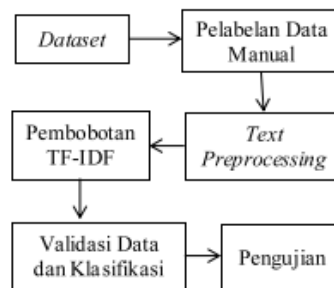 Dataset
Pelabelan Data
Manual
Text
Preprocessing
Pembobotan
TF-IDF
Validasi Data
dan Klasifikasi
Pengujian